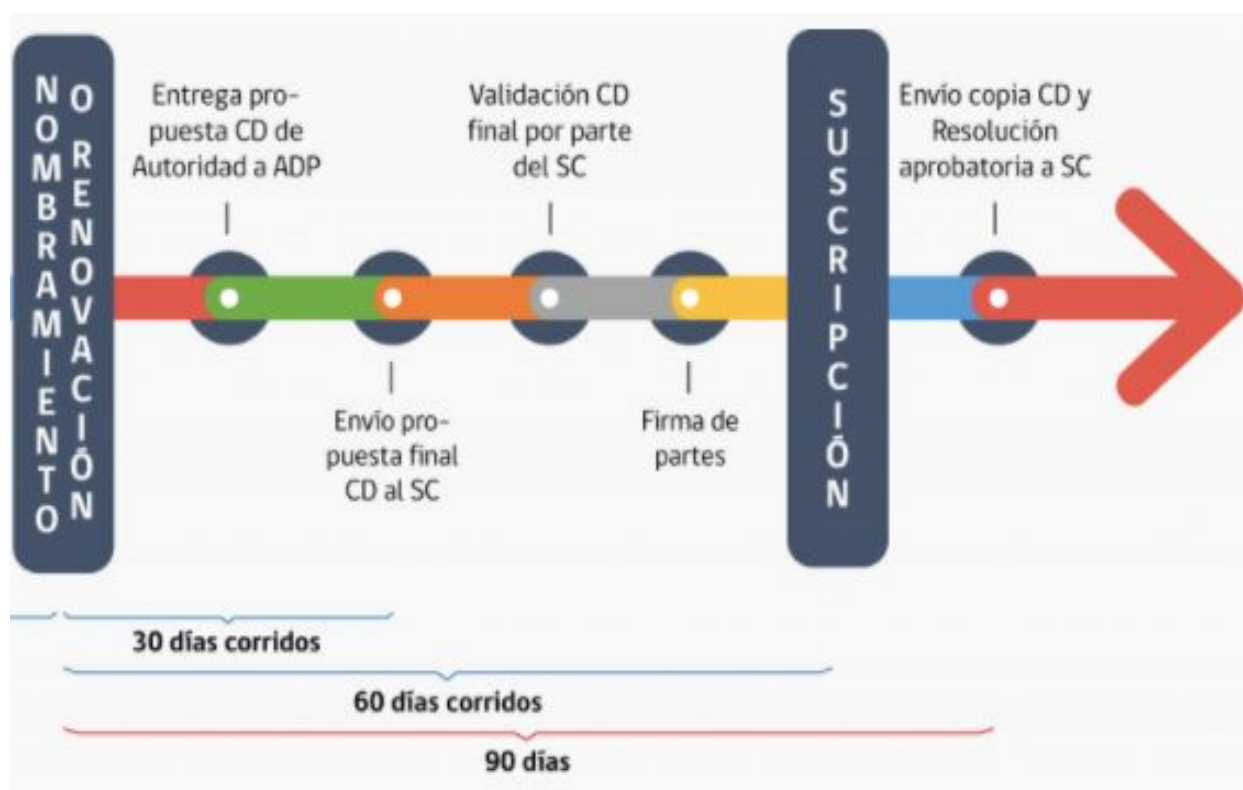 NOMBRAMIENTO
O RENOVACIÓN
Entrega pro-
puesta CD de
Autoridad a ADP
Envío pro-
puesta final
CD al SC
Validación CD
final por parte
del SC
Firma de
partes
SUSCRIPCIÓN
Envío copia CD y
Resolución
aprobatoria a SC
30 días corridos
60 días corridos
90 días